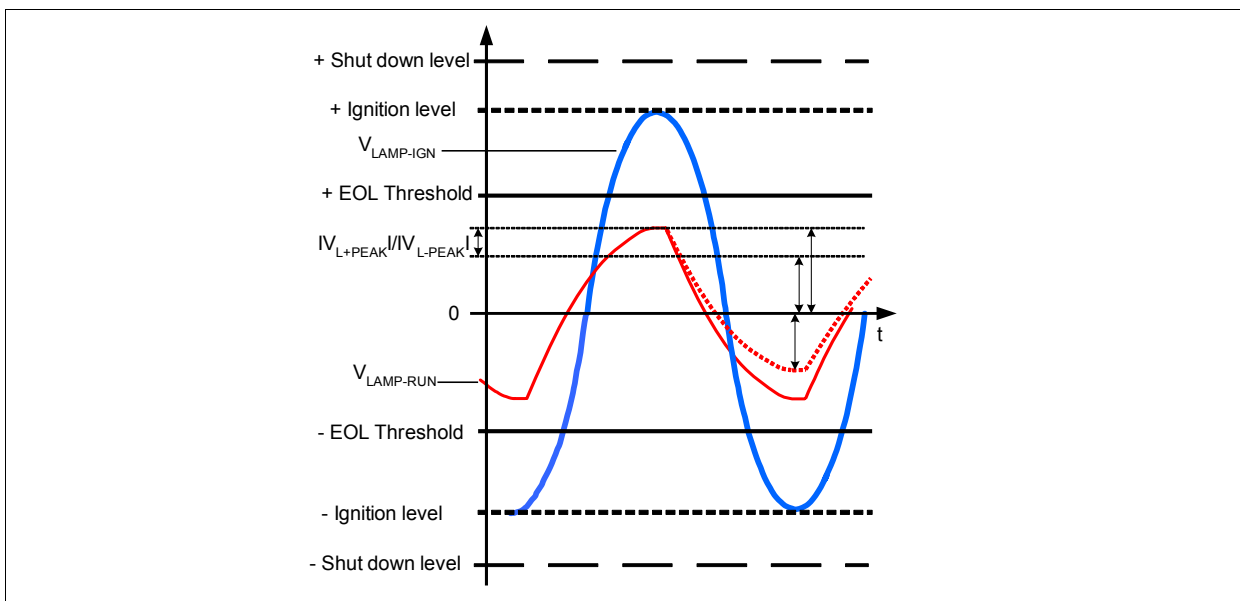 + Shut down level
+ Ignition level
VLAMP-IGN
+ EOL Threshold
IVL+PEAKI/IVL-PEAKI
0
t
VLAMP-RUN
- EOL Threshold
- Ignition level
- Shut down level